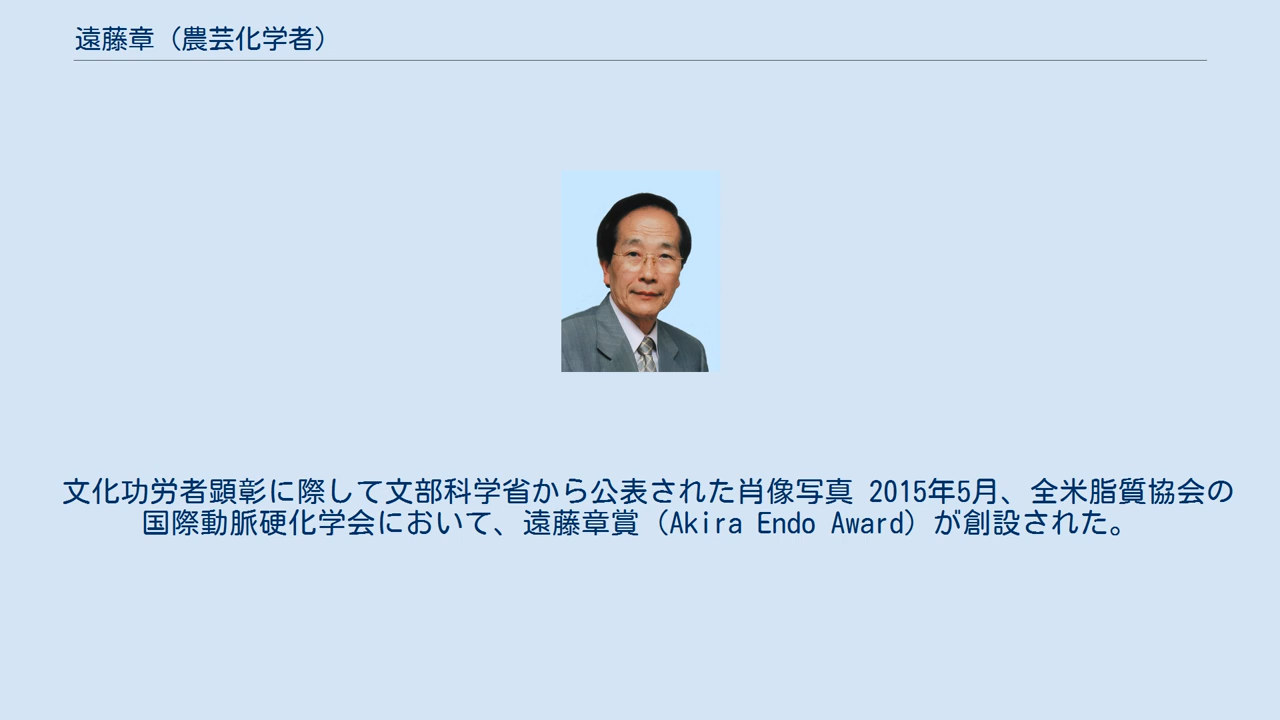 遠藤章（農芸化学者）
文化功労者顕彰に際して文部科学省から公表された肖像写真 2015年5月、全米脂質協会の
国際動脈硬化学会において、遠藤章賞（Akira Endo Award）が創設された。